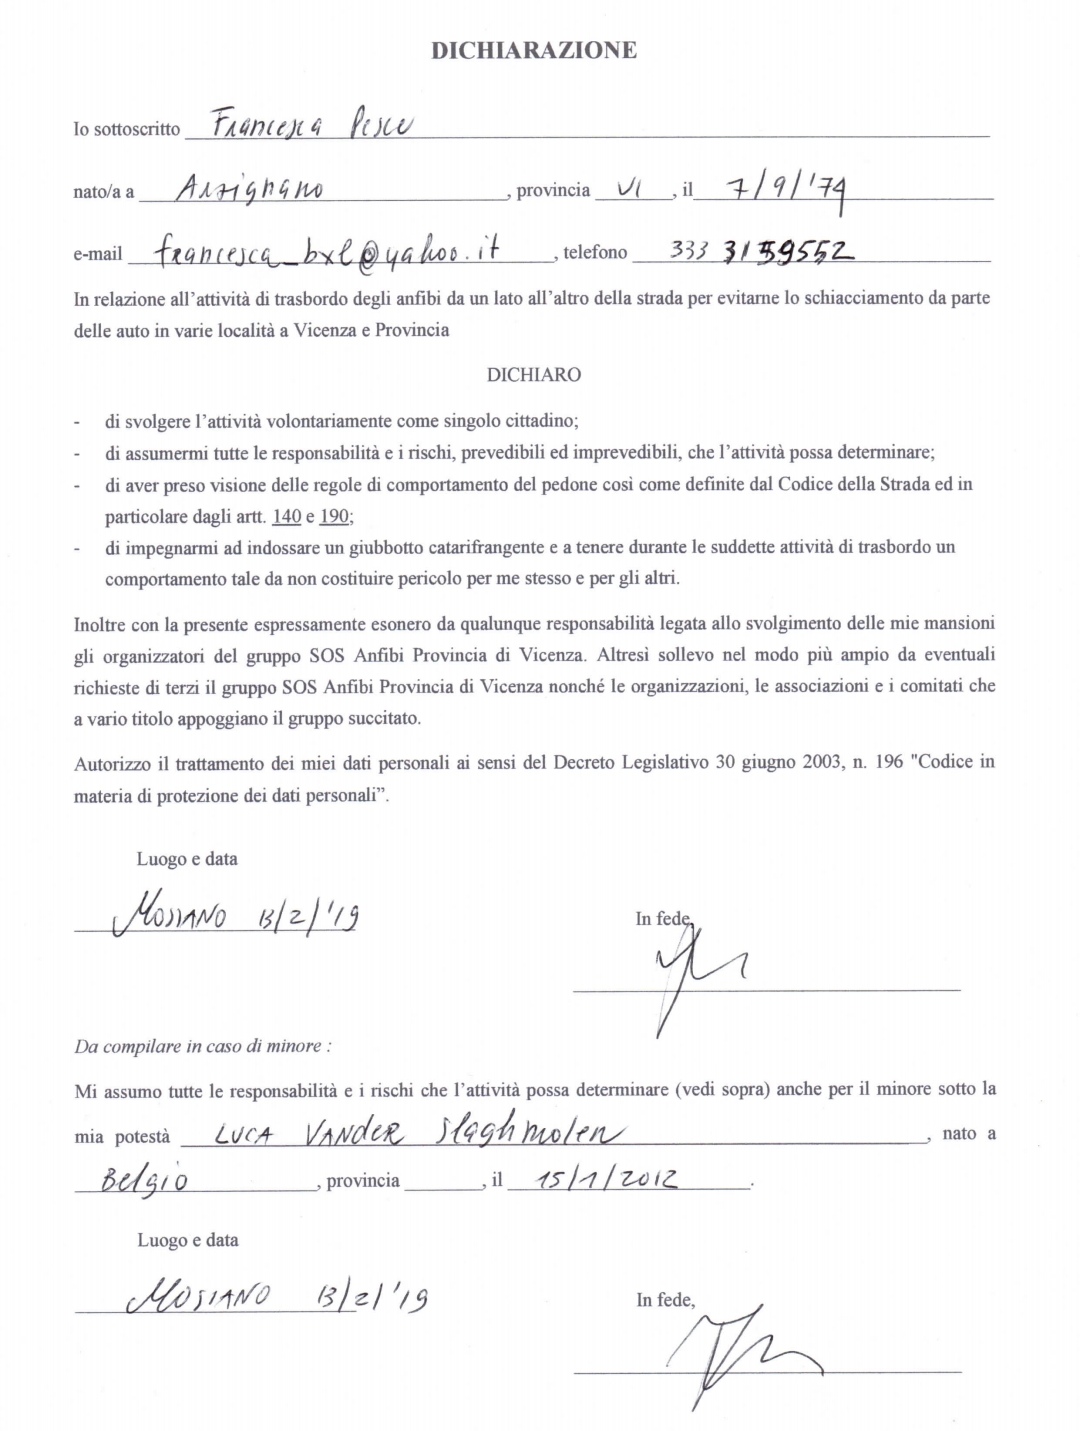 DICHIARAZIONE
Io sottoscritto Francesca Pesce
nato/a a Arzignano, provincia VI, il 7/9/'74
e-mail francesca_bxl@yahoo.it, telefono 333 3159552
In relazione all'attività di trasbordo degli anfibi da un lato all'altro della strada per evitarne lo schiacciamento da parte
delle auto in varie località a Vicenza e Provincia
DICHIARO
- di svolgere l'attività volontariamente come singolo cittadino;
- di assumermi tutte le responsabilità e i rischi, prevedibili ed imprevedibili, che l'attività possa determinare;
- di aver preso visione delle regole di comportamento del pedone così come definite dal Codice della Strada ed in
particolare dagli artt. 140 e 190;
- di impegnarmi ad indossare un giubbotto catarifrangente e a tenere durante le suddette attività di trasbordo un
comportamento tale da non costituire pericolo per me stesso e per gli altri.
Inoltre con la presente espressamente esonero da qualunque responsabilità legata allo svolgimento delle mie mansioni
gli organizzatori del gruppo SOS Anfibi Provincia di Vicenza. Altresì sollevo nel modo più ampio da eventuali
richieste di terzi il gruppo SOS Anfibi Provincia di Vicenza nonché le organizzazioni, le associazioni e i comitati che
a vario titolo appoggiano il gruppo succitato.
Autorizzo il trattamento dei miei dati personali ai sensi del Decreto Legislativo 30 giugno 2003, n. 196 "Codice in
materia di protezione dei dati personali”.
Luogo e data
MOSSANO 13/2/'19
In fede,
Da compilare in caso di minore :
Mi assumo tutte le responsabilità e i rischi che l'attività possa determinare (vedi sopra) anche per il minore sotto la
mia potestà LUCA VANDER Slaghmolen, nato a
Belgio, provincia , il 15/1/2012.
Luogo e data
MOSSANO 13/2/'19
In fede,